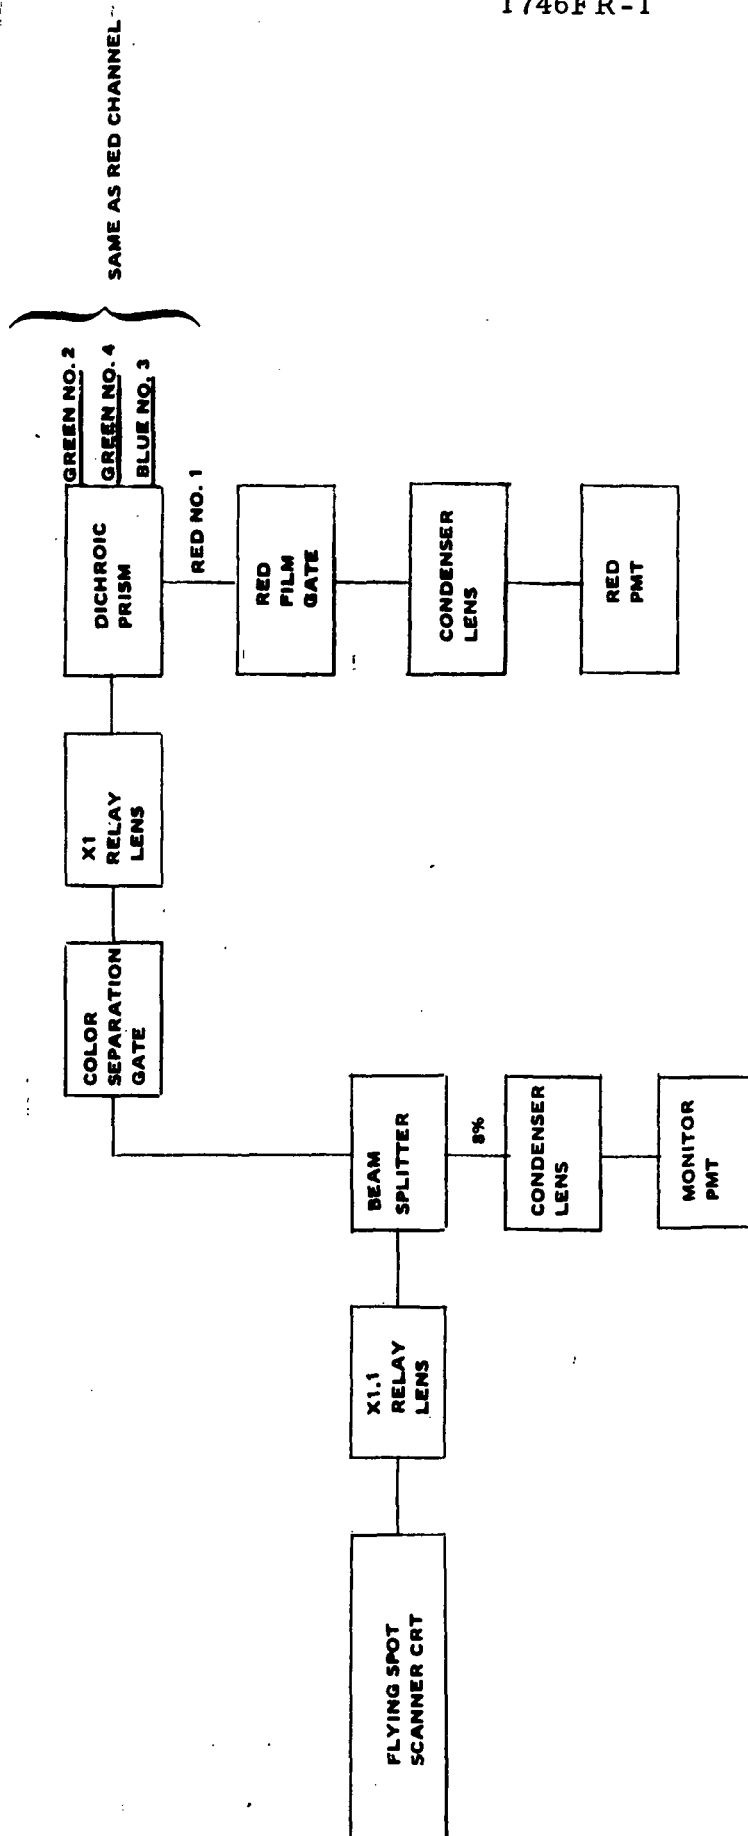 1746FR-1
SAME AS RED CHANNEL
GREEN NO. 2
GREEN NO. 4
BLUE NO. 3
DICHROIC
PRISM
RED NO. 1
RED
FILM
GATE
CONDENSER
LENS
RED
PMT
X1
RELAY
LENS
COLOR
SEPARATION
GATE
BEAM
SPLITTER
8%
CONDENSER
LENS
MONITOR
PMT
X1.1
RELAY
LENS
FLYING SPOT
SCANNER CRT